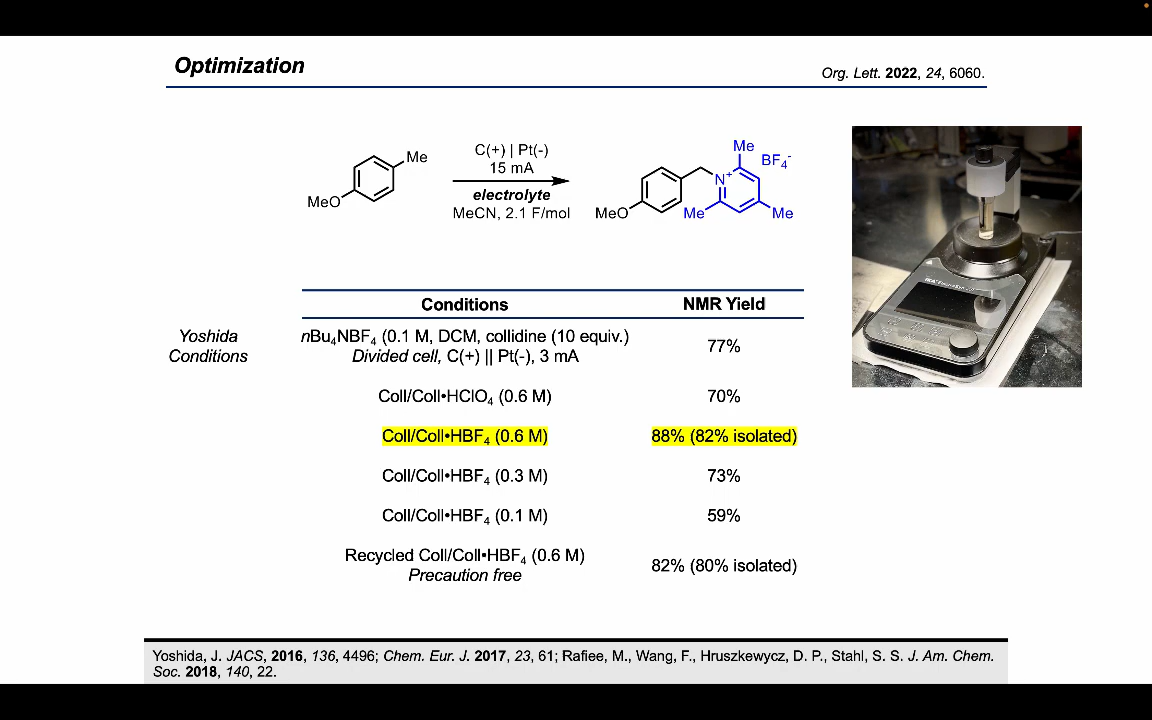 Optimization
Org. Lett. 2022, 24, 6060.
C(+) | Pt(-)
15 mA
electrolyte
MeCN, 2.1 F/mol
Me
MeO
Me
BF4-
N+
MeO
Me
Me
Conditions
NMR Yield
Yoshida
Conditions
nBu4NBF4 (0.1 M, DCM, collidine (10 equiv.)
Divided cell, C(+) || Pt(-), 3 mA
77%
Coll/Coll•HClO4 (0.6 M)
70%
Coll/Coll•HBF4 (0.6 M)
88% (82% isolated)
Coll/Coll•HBF4 (0.3 M)
73%
Coll/Coll•HBF4 (0.1 M)
59%
Recycled Coll/Coll•HBF4 (0.6 M)
Precaution free
82% (80% isolated)
Yoshida, J. JACS, 2016, 136, 4496; Chem. Eur. J. 2017, 23, 61; Rafiee, M., Wang, F., Hruszkewycz, D. P., Stahl, S. S. J. Am. Chem.
Soc. 2018, 140, 22.